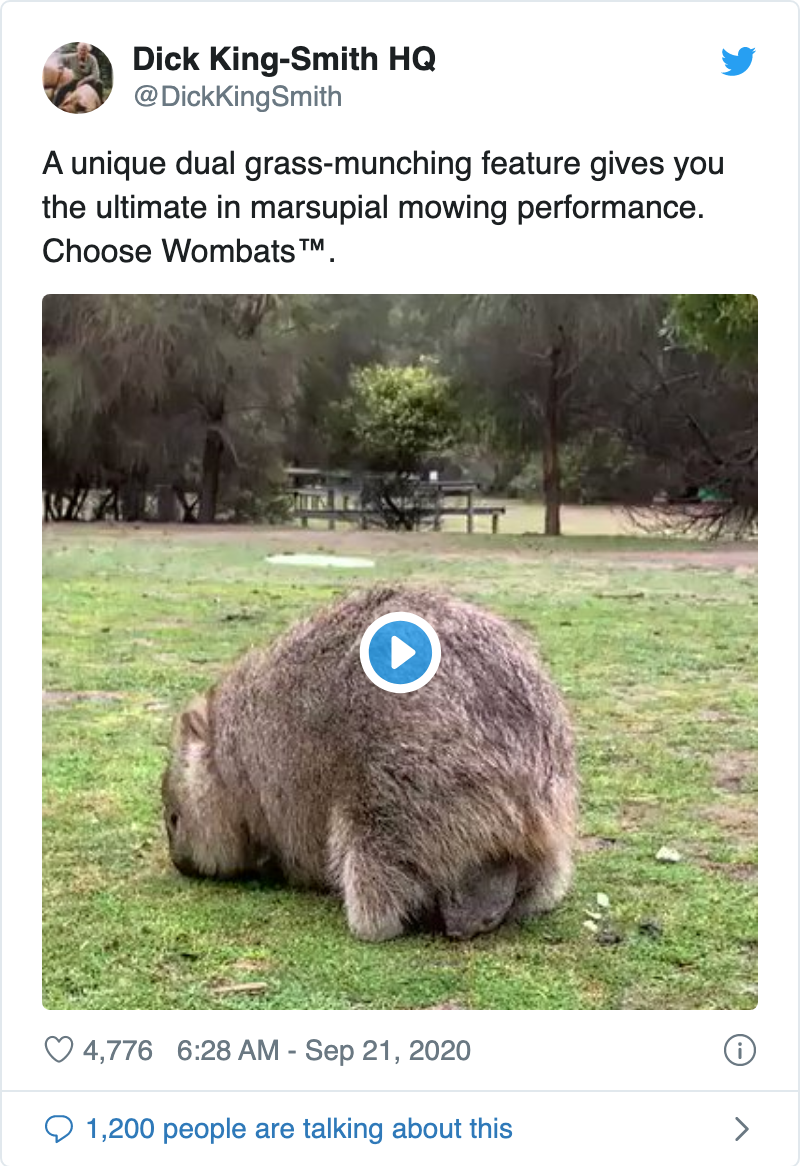 Dick King-Smith HQ
@DickKingSmith
A unique dual grass-munching feature gives you
the ultimate in marsupial mowing performance.
Choose Wombats™.
4,776 6:28 AM - Sep 21, 2020
1,200 people are talking about this